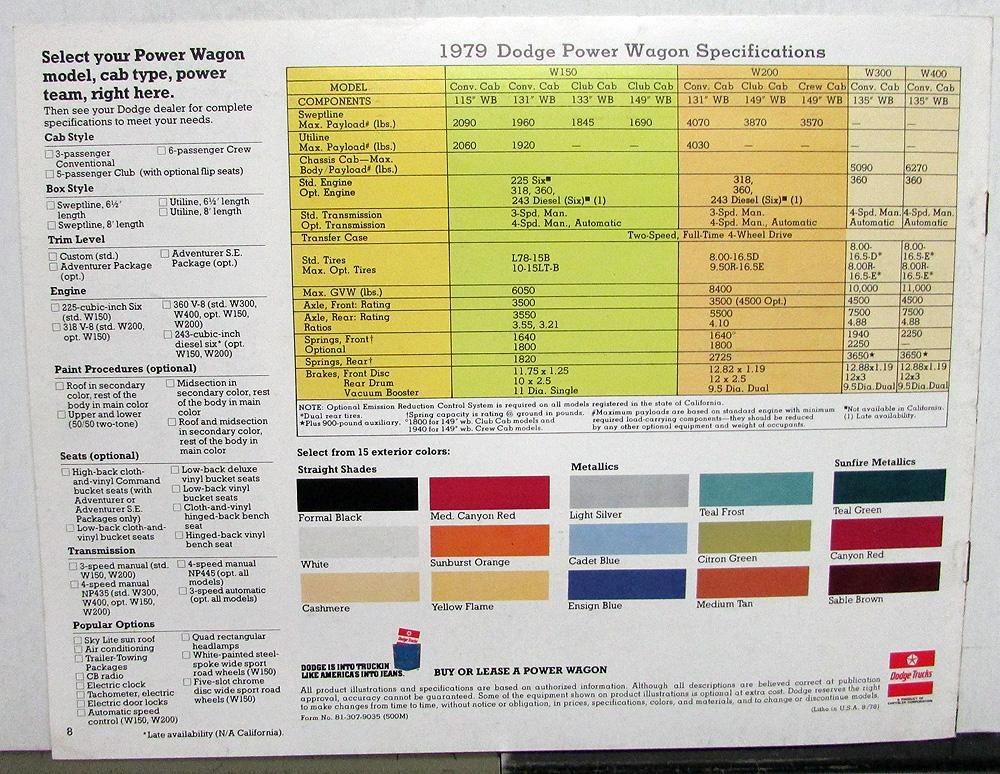 Select your Power Wagon
model, cab type, power
team, right here.
Then see your Dodge dealer for complete
specifications to meet your needs.
Cab Style
3-passenger Conventional
6-passenger Crew
5-passenger Club (with optional flip seats)
Box Style
Sweptline, 6½' length
Utiline, 6½' length
Utiline, 8' length
Sweptline, 8' length
Trim Level
Custom (std.)
Adventurer Package (opt.)
Adventurer S.E. Package (opt.)
Engine
225-cubic-inch Six (std. W150)
318 V-8 (std. W200, opt. W150)
360 V-8 (std. W300, W400, opt. W150, W200)
243-cubic-inch diesel six* (opt. W150, W200)
Paint Procedures (optional)
Roof in secondary color, rest of the body in main color
Upper and lower (50/50 two-tone)
Midsection in secondary color, rest of the body in main color
Roof and midsection in secondary color, rest of the body in main color
Seats (optional)
High-back cloth-and-vinyl Command bucket seats (with Adventurer or Adventurer S.E. Packages only)
Low-back cloth-and-vinyl bucket seats
Low-back deluxe vinyl bucket seats
Low-back vinyl bucket seats
Cloth-and-vinyl hinged-back bench seat
Hinged-back vinyl bench seat
Transmission
3-speed manual (std. W150, W200)
4-speed manual NP435 (std. W300, W400, opt. W150, W200)
4-speed manual NP445 (opt. all models)
3-speed automatic (opt. all models)
Popular Options
Sky Lite sun roof
Air conditioning
Trailer-Towing Packages
CB radio
Electric clock
Tachometer, electric
Electric door locks
Automatic speed control (W150, W200)
Quad rectangular headlamps
White-painted steel-spoke wide sport road wheels (W150)
Five-slot chrome disc wide sport road wheels (W150)
8
*Late availability (N/A California).
1979 Dodge Power Wagon Specifications
W150 W200 W300 W400
MODEL Conv. Cab Conv. Cab Club Cab Club Cab Conv. Cab Club Cab Crew Cab Conv. Cab Conv. Cab
COMPONENTS 115" WB 131" WB 133" WB 149" WB 131" WB 149" WB 149" WB 135" WB 135" WB
Sweptline
Max. Payload# (lbs.) 2090 1960 1845 1690 4070 3870 3570 — —
Utiline
Max. Payload# (lbs.) 2060 1920 — — 4030 — — — —
Chassis Cab—Max.
Body/Payload# (lbs.) 5090 6270
Std. Engine 225 Six■ 318, 360 360
Opt. Engine 318, 360, 360,
243 Diesel (Six)■ (1) 243 Diesel (Six)■ (1)
Std. Transmission 3-Spd. Man. 3-Spd. Man. 4-Spd. Man. 4-Spd. Man.
Opt. Transmission 4-Spd. Man., Automatic 4-Spd. Man., Automatic Automatic Automatic
Transfer Case Two-Speed, Full-Time 4-Wheel Drive
Std. Tires L78-15B 8.00-16.5D 8.00-16.5-D* 8.00-16.5-E*
Max. Opt. Tires 10-15LT-B 9.50R-16.5E 8.00R-16.5-E* 8.00R-16.5-E*
Max. GVW (lbs.) 6050 8400 10,000 11,000
Axle, Front: Rating 3500 3500 (4500 Opt.) 4500 4500
Axle, Rear: Rating 3550 5500 7500 7500
Ratios 3.55, 3.21 4.10 4.88 4.88
Springs, Front† 1640 1640° 1940 2250
Optional 1800 1800 2250 —
Springs, Rear† 1820 2725 3650★ 3650★
Brakes, Front Disc 11.75 x 1.25 12.82 x 1.19 12.88x1.19 12.88x1.19
Rear Drum 10 x 2.5 12 x 2.5 12x3 12x3
Vacuum Booster 11 Dia. Single 9.5 Dia. Dual 9.5 Dia. Dual 9.5 Dia. Dual
NOTE: Optional Emission Reduction Control System is required on all models registered in the state of California.
*Dual rear tires. †Spring capacity is rating @ ground in pounds. #Maximum payloads are based on standard engine with minimum required load-carrying components—they should be reduced by any other optional equipment and weight of occupants.
★Plus 900-pound auxiliary. °1800 for 149" wb. Club Cab models and 1940 for 149" wb. Crew Cab models.
■Not available in California.
(1) Late availability.
Select from 15 exterior colors:
Straight Shades
Metallics
Sunfire Metallics
Formal Black
Med. Canyon Red
Light Silver
Teal Frost
Teal Green
White
Sunburst Orange
Cadet Blue
Citron Green
Canyon Red
Cashmere
Yellow Flame
Ensign Blue
Medium Tan
Sable Brown
Dodge Trucks
DODGE IS INTO TRUCKIN'
LIKE AMERICA'S INTO JEANS.
BUY OR LEASE A POWER WAGON
All product illustrations and specifications are based on authorized information. Although all descriptions are believed correct at publication
approval, accuracy cannot be guaranteed. Some of the equipment shown on product illustrations is optional at extra cost. Dodge reserves the right
to make changes from time to time, without notice or obligation, in prices, specifications, colors, and materials, and to change or discontinue models.
Form No. 81-307-9035 (500M)
(Litho in U.S.A. 8/78)
Dodge Trucks
A PRODUCT OF
CHRYSLER CORPORATION